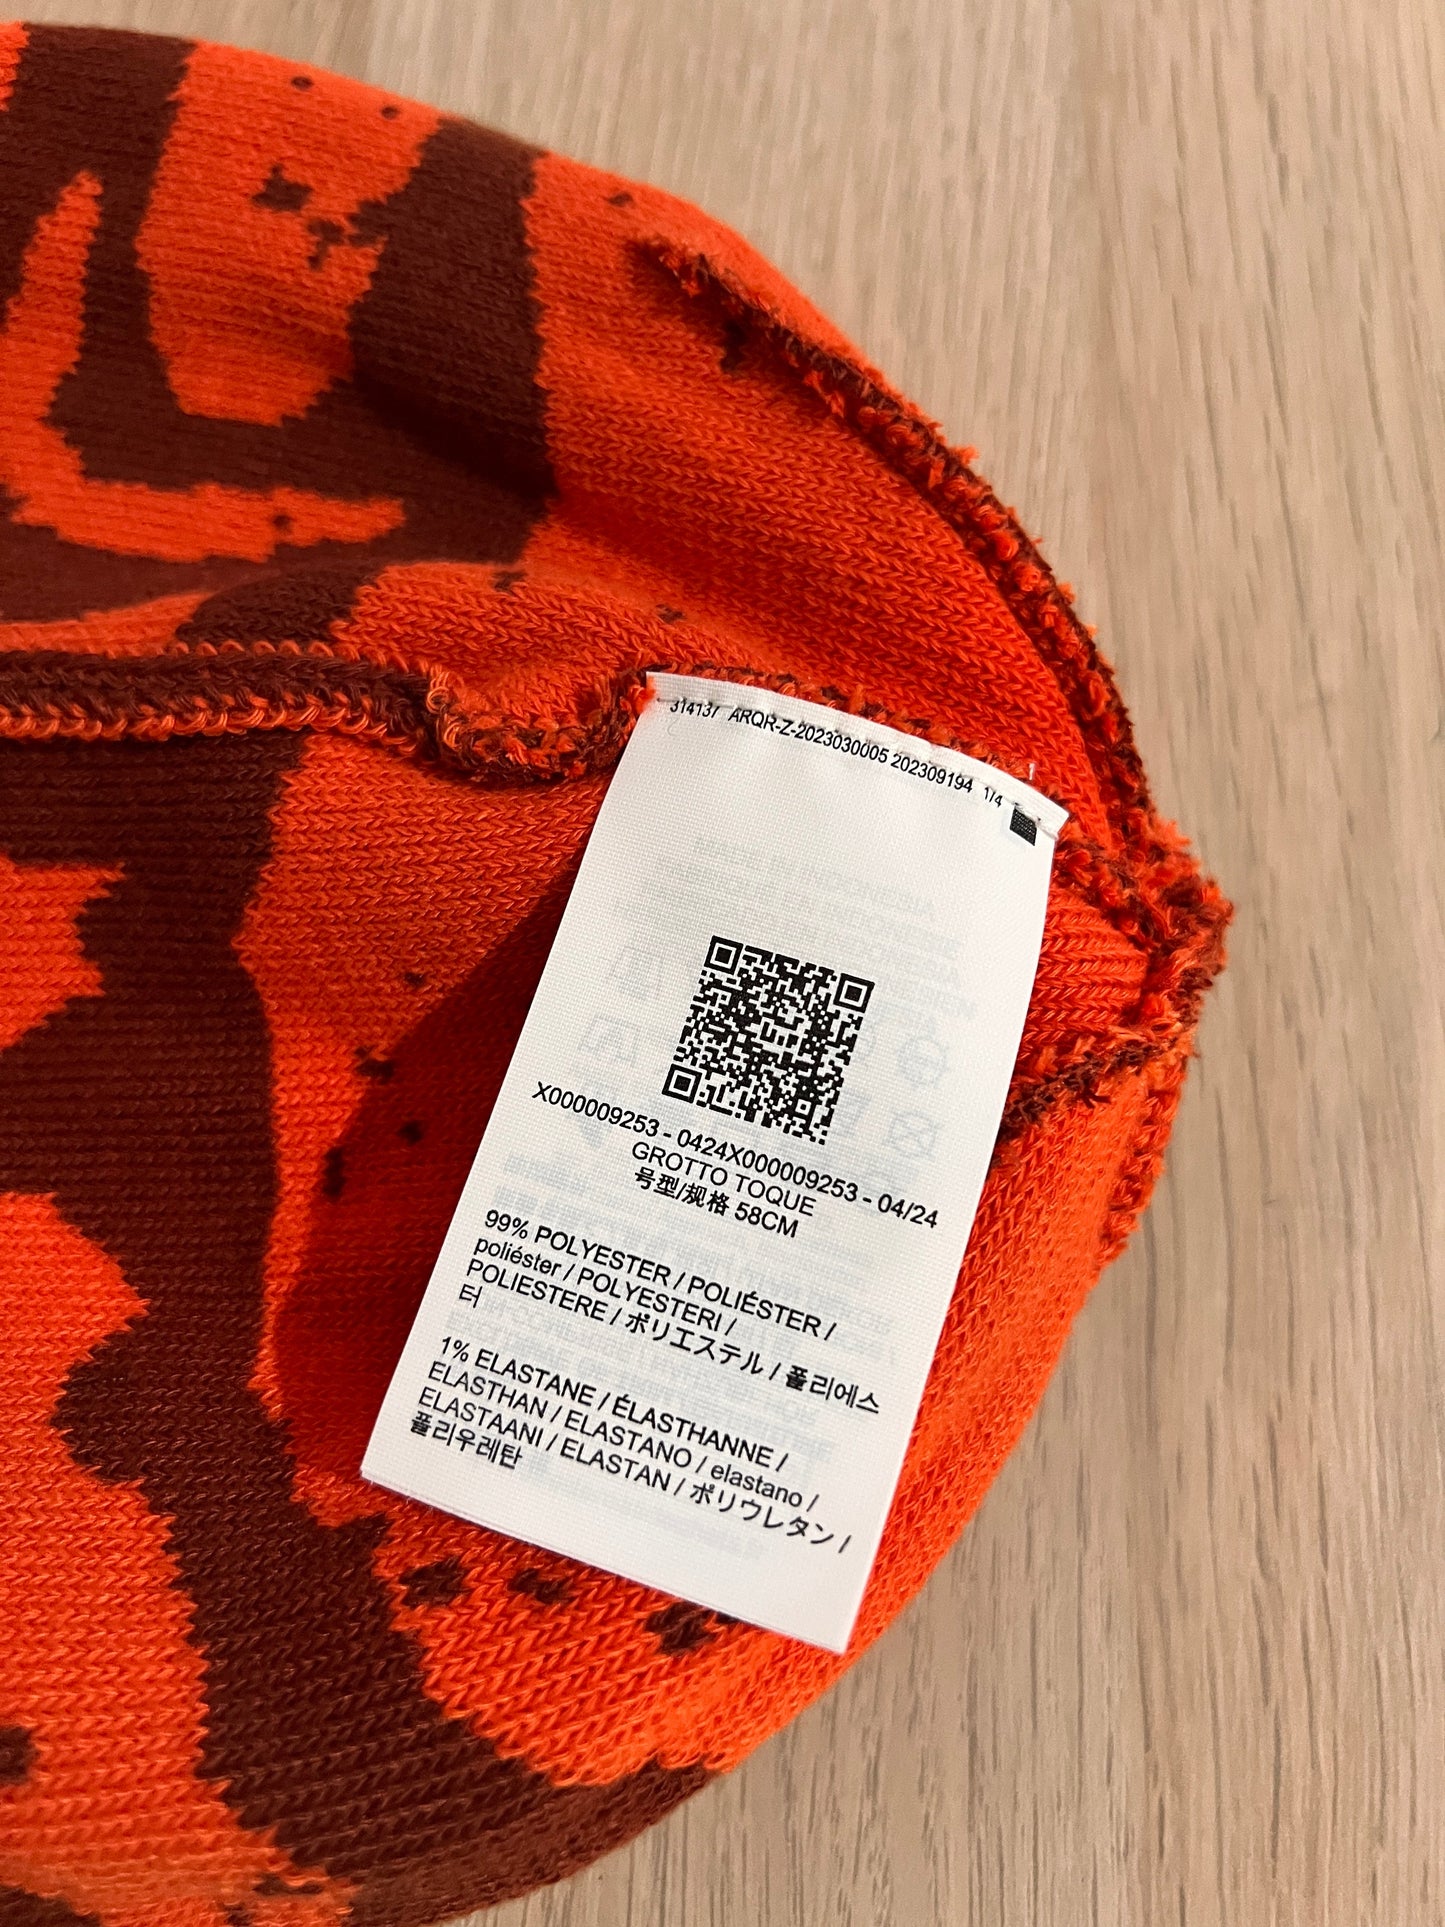 314137 ARQR-Z-2023030005 202309194 1/4
X000009253 - 0424X000009253 - 04/24
GROTTO TOQUE
号型/规格 58CM
99% POLYESTER / POLIÉSTER /
poliéster / POLYESTERI /
POLIESTERE / ポリエステル / 폴리에스
터
1% ELASTANE / ÉLASTHANNE /
ELASTHAN / ELASTANO / elastano /
ELASTAANI / ELASTAN / ポリウレタン /
폴리우레탄